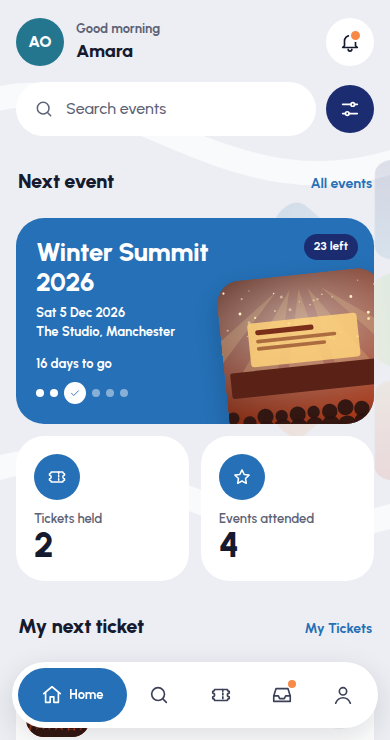 AO
Good morning
Amara
Search events
Next event
All events
Winter Summit
2026
23 left
Sat 5 Dec 2026
The Studio, Manchester
16 days to go
Tickets held
2
Events attended
4
My next ticket
My Tickets
Home